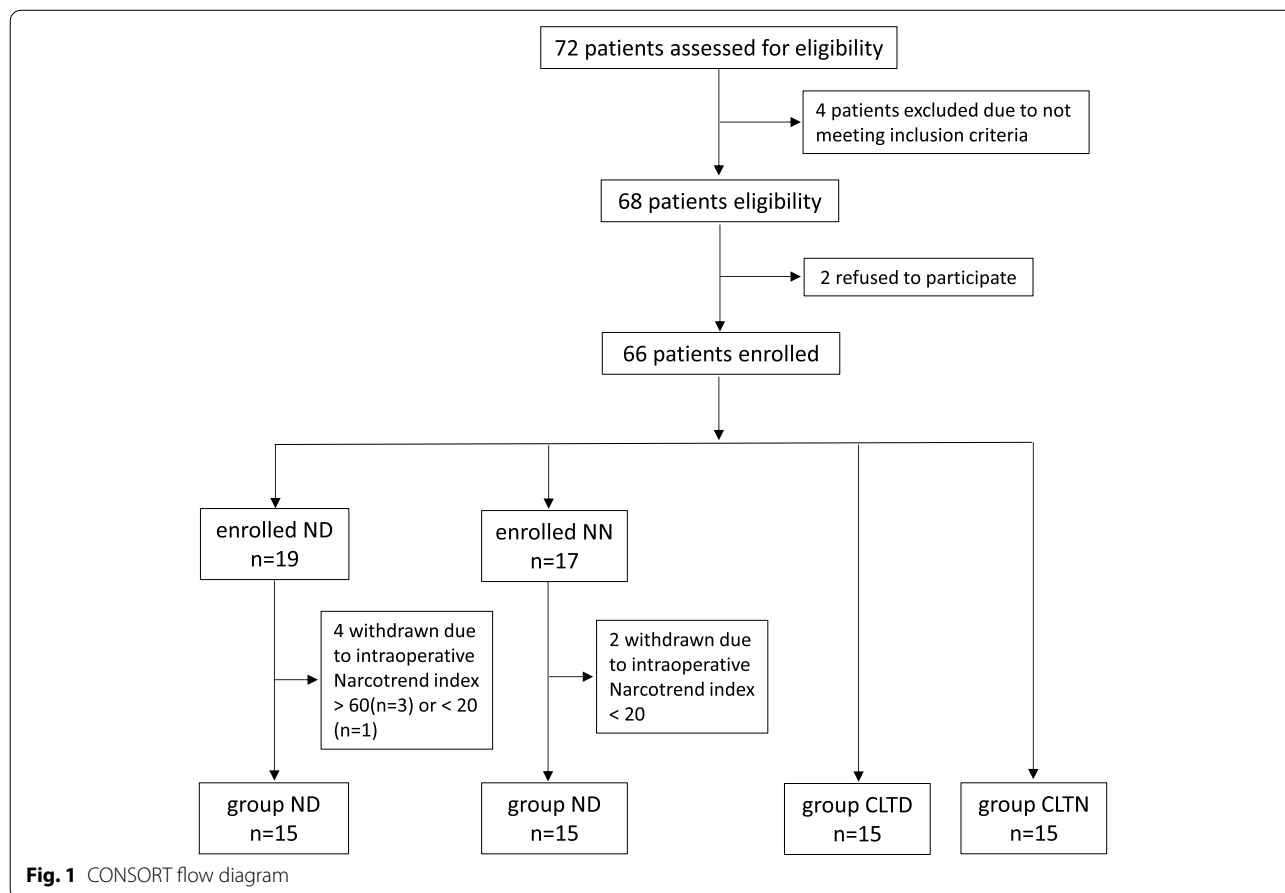 72 patients assessed for eligibility
4 patients excluded due to not
meeting inclusion criteria
68 patients eligibility
2 refused to participate
66 patients enrolled
enrolled ND
n=19
enrolled NN
n=17
4 withdrawn due
to intraoperative
Narcotrend index
> 60(n=3) or < 20
(n=1)
2 withdrawn due
to intraoperative
Narcotrend index
< 20
group ND
n=15
group ND
n=15
group CLTD
n=15
group CLTN
n=15
Fig. 1 CONSORT flow diagram